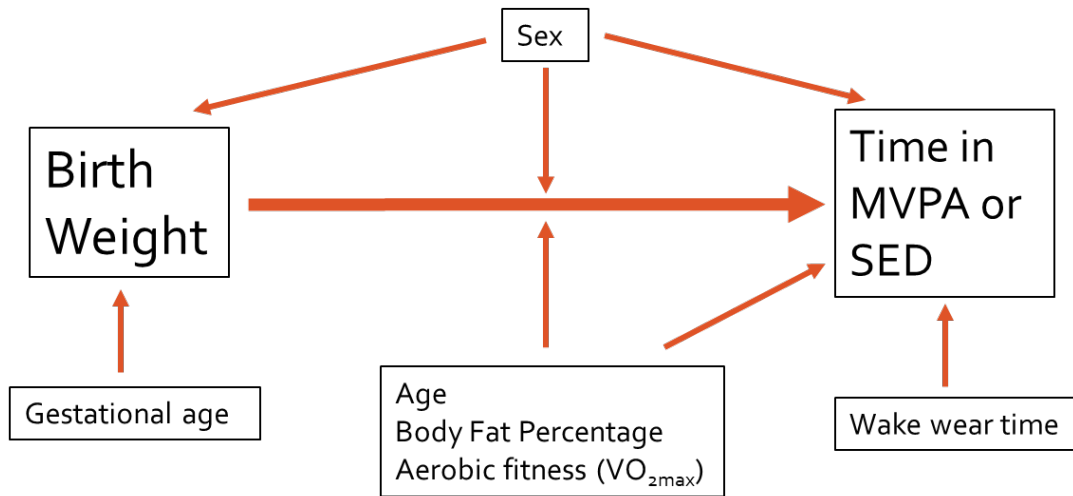 Sex
Birth
Weight
Time in
MVPA or
SED
Gestational age
Age
Body Fat Percentage
Aerobic fitness (VO₂max)
Wake wear time